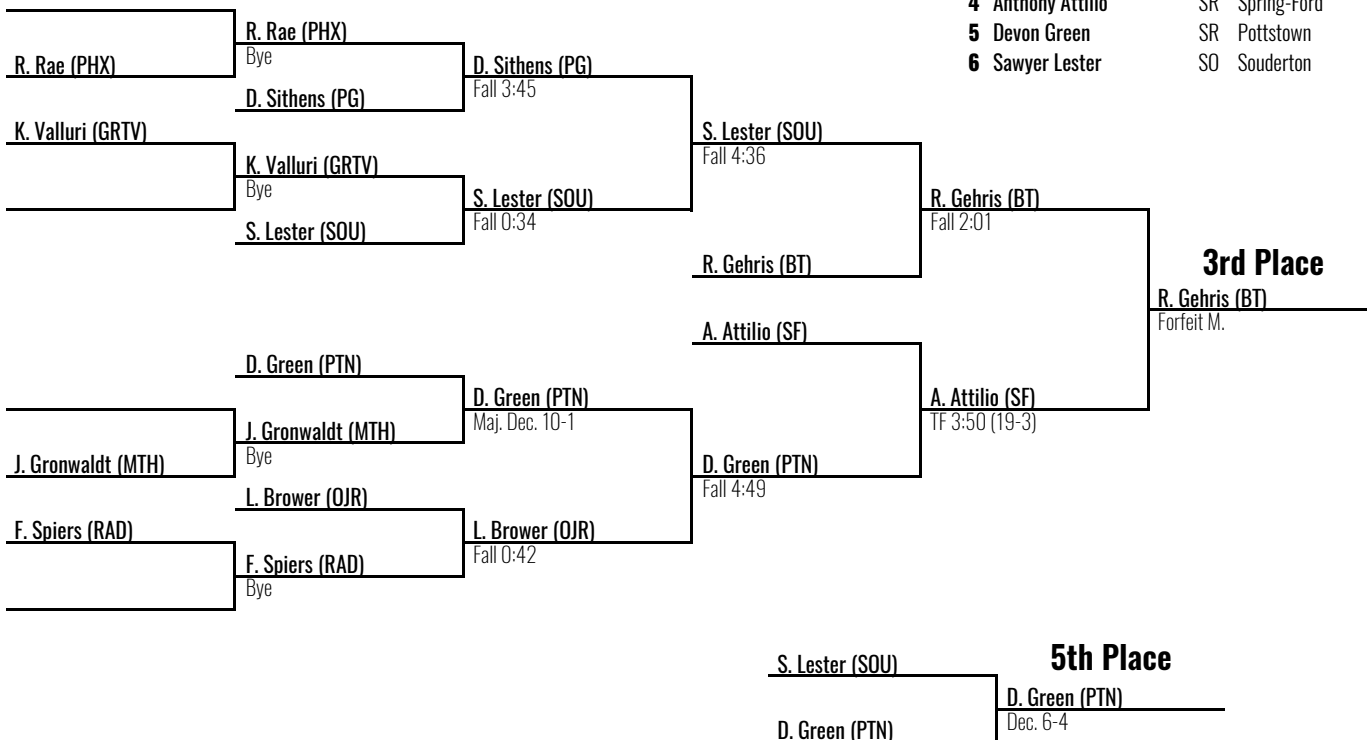 4 Anthony Attilio SR Spring-Ford
R. Rae (PHX)
Bye
5 Devon Green SR Pottstown
R. Rae (PHX)
D. Sithens (PG)
Fall 3:45
6 Sawyer Lester SO Souderton
D. Sithens (PG)
K. Valluri (GRTV)
S. Lester (SOU)
Fall 4:36
K. Valluri (GRTV)
Bye
S. Lester (SOU)
Fall 0:34
R. Gehris (BT)
Fall 2:01
S. Lester (SOU)
R. Gehris (BT)
3rd Place
R. Gehris (BT)
Forfeit M.
A. Attilio (SF)
D. Green (PTN)
D. Green (PTN)
Maj. Dec. 10-1
A. Attilio (SF)
TF 3:50 (19-3)
J. Gronwaldt (MTH)
Bye
J. Gronwaldt (MTH)
D. Green (PTN)
Fall 4:49
L. Brower (OJR)
F. Spiers (RAD)
L. Brower (OJR)
Fall 0:42
F. Spiers (RAD)
Bye
5th Place
S. Lester (SOU)
D. Green (PTN)
Dec. 6-4
D. Green (PTN)